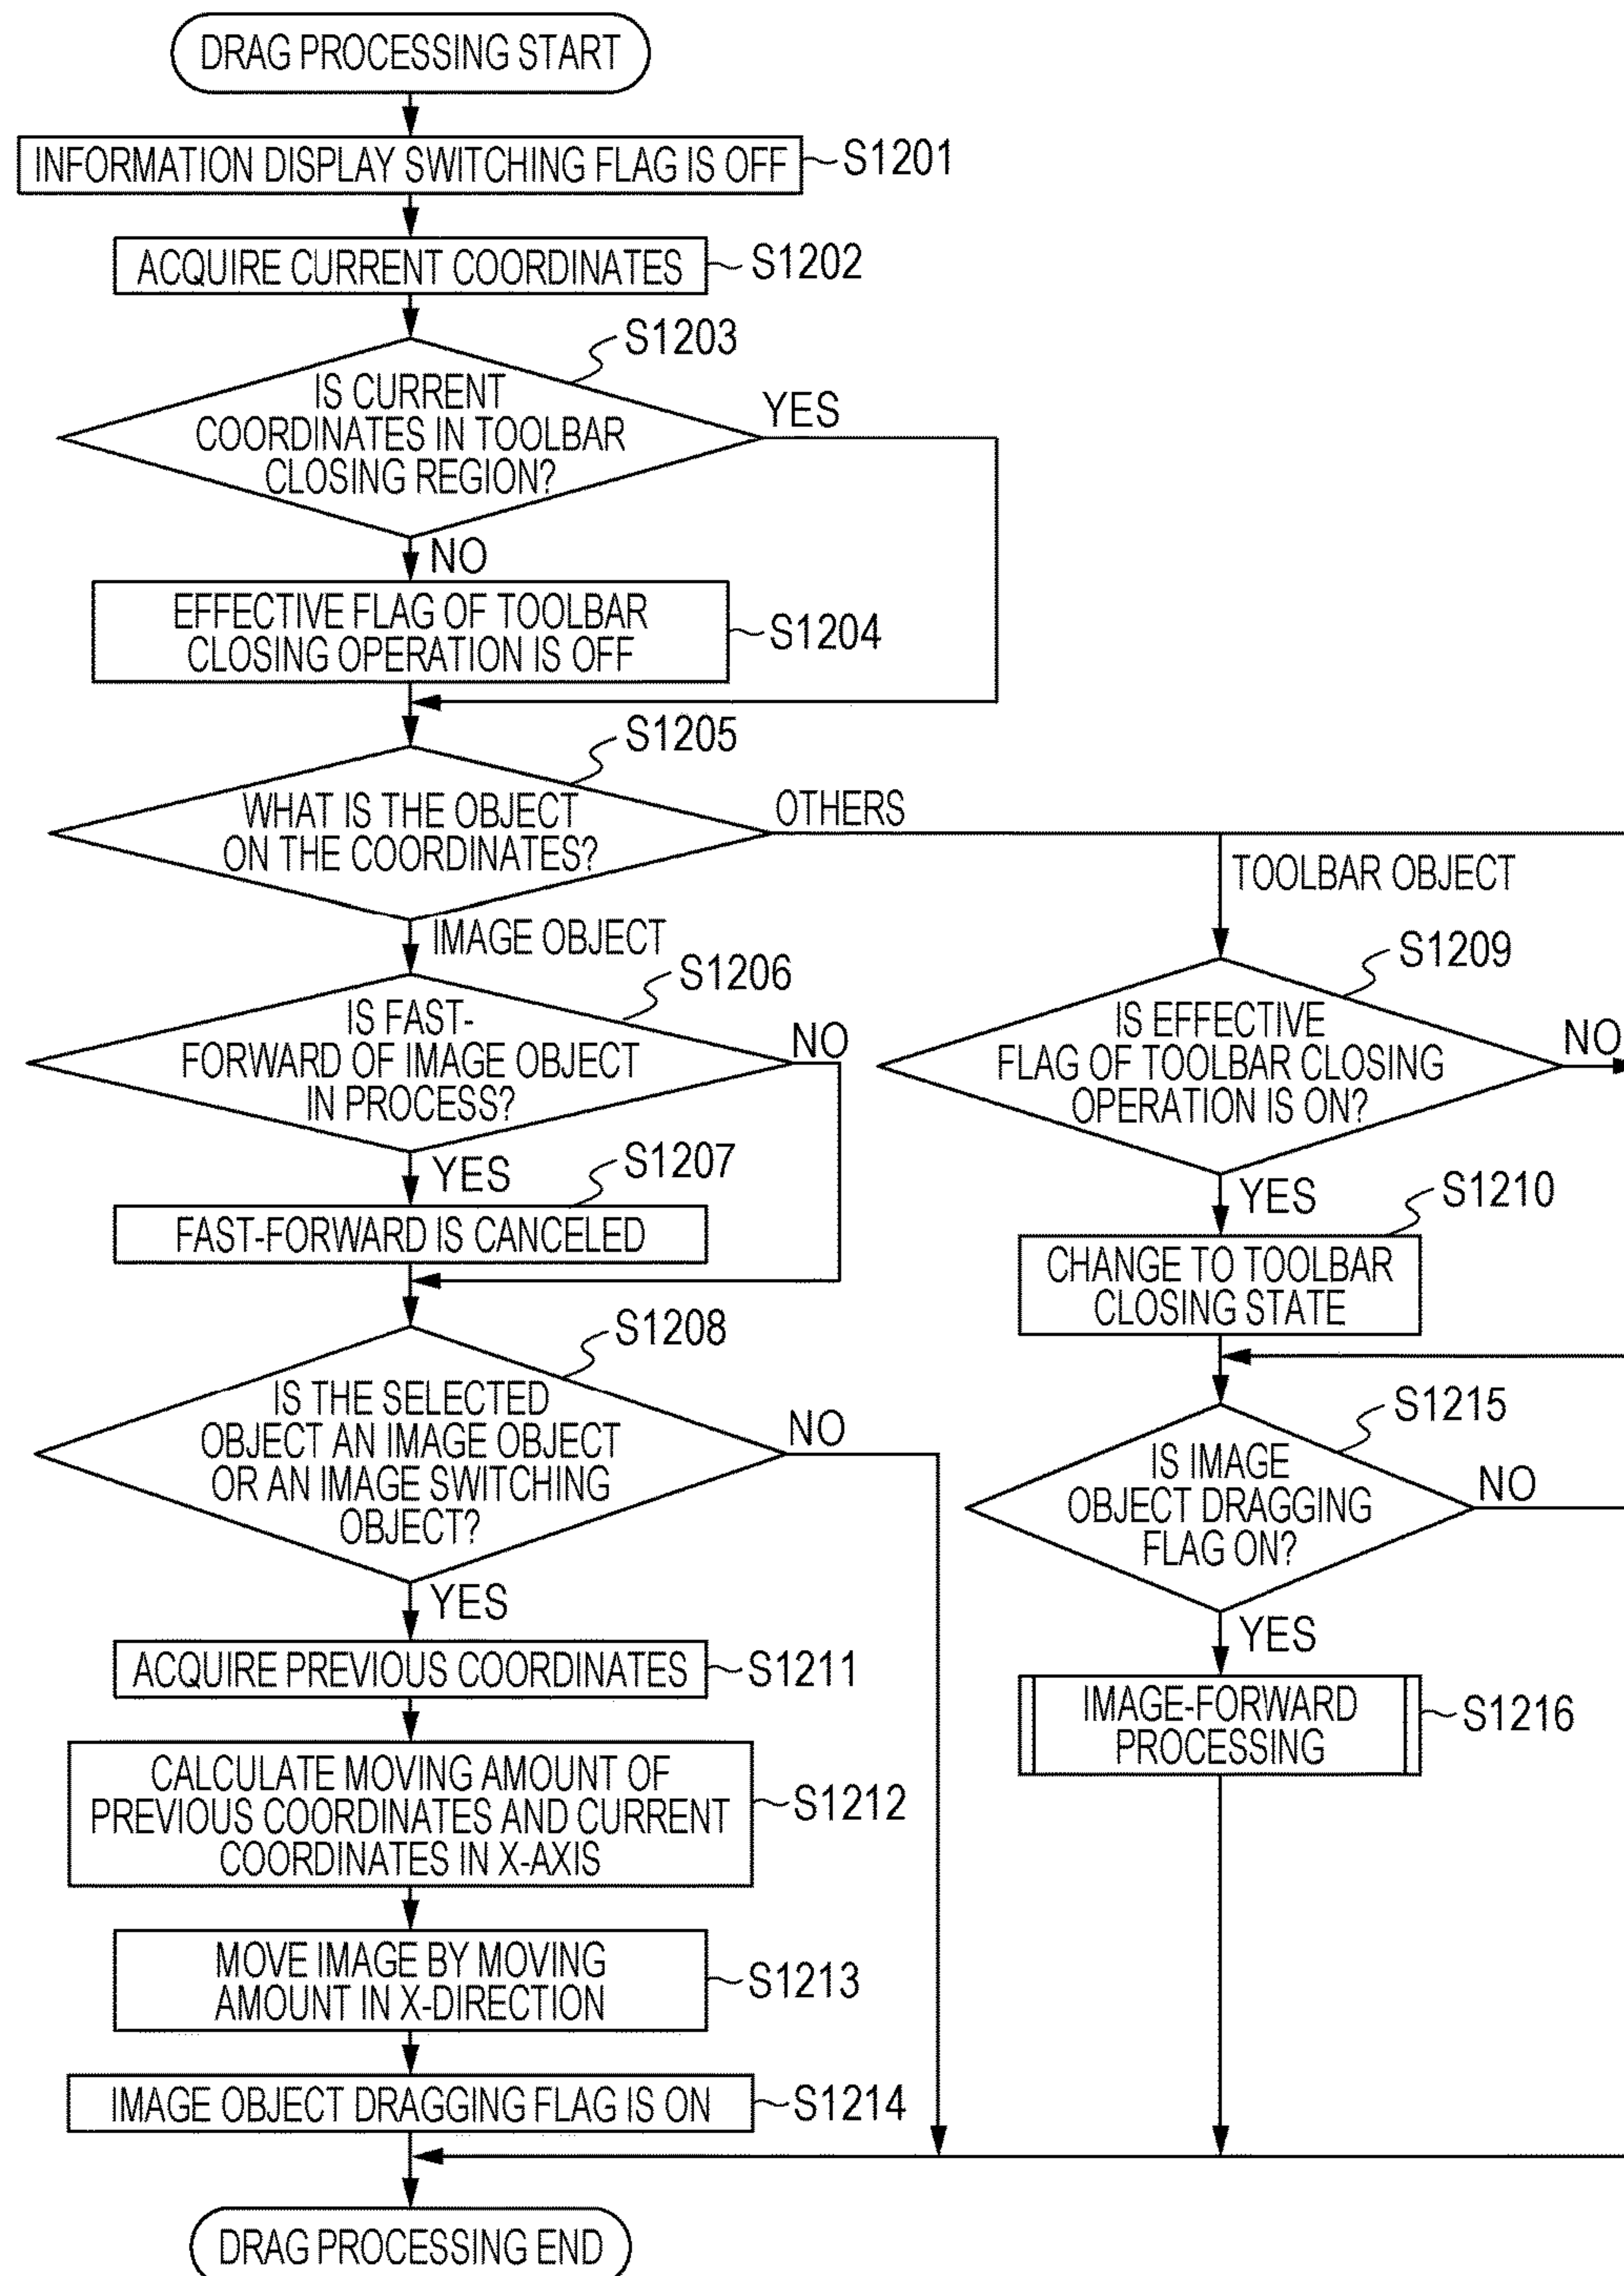 DRAG PROCESSING START
INFORMATION DISPLAY SWITCHING FLAG IS OFF
S1201
ACQUIRE CURRENT COORDINATES
S1202
S1203
IS CURRENT
COORDINATES IN TOOLBAR
CLOSING REGION?
YES
NO
EFFECTIVE FLAG OF TOOLBAR
CLOSING OPERATION IS OFF
S1204
S1205
WHAT IS THE OBJECT
ON THE COORDINATES?
OTHERS
TOOLBAR OBJECT
IMAGE OBJECT
S1206
IS FAST-
FORWARD OF IMAGE OBJECT
IN PROCESS?
NO
YES
S1207
FAST-FORWARD IS CANCELED
S1208
IS THE SELECTED
OBJECT AN IMAGE OBJECT
OR AN IMAGE SWITCHING
OBJECT?
NO
YES
ACQUIRE PREVIOUS COORDINATES
S1211
CALCULATE MOVING AMOUNT OF
PREVIOUS COORDINATES AND CURRENT
COORDINATES IN X-AXIS
S1212
MOVE IMAGE BY MOVING
AMOUNT IN X-DIRECTION
S1213
IMAGE OBJECT DRAGGING FLAG IS ON
S1214
DRAG PROCESSING END
S1209
IS EFFECTIVE
FLAG OF TOOLBAR CLOSING
OPERATION IS ON?
NO
YES
S1210
CHANGE TO TOOLBAR
CLOSING STATE
S1215
IS IMAGE
OBJECT DRAGGING
FLAG ON?
NO
YES
IMAGE-FORWARD
PROCESSING
S1216